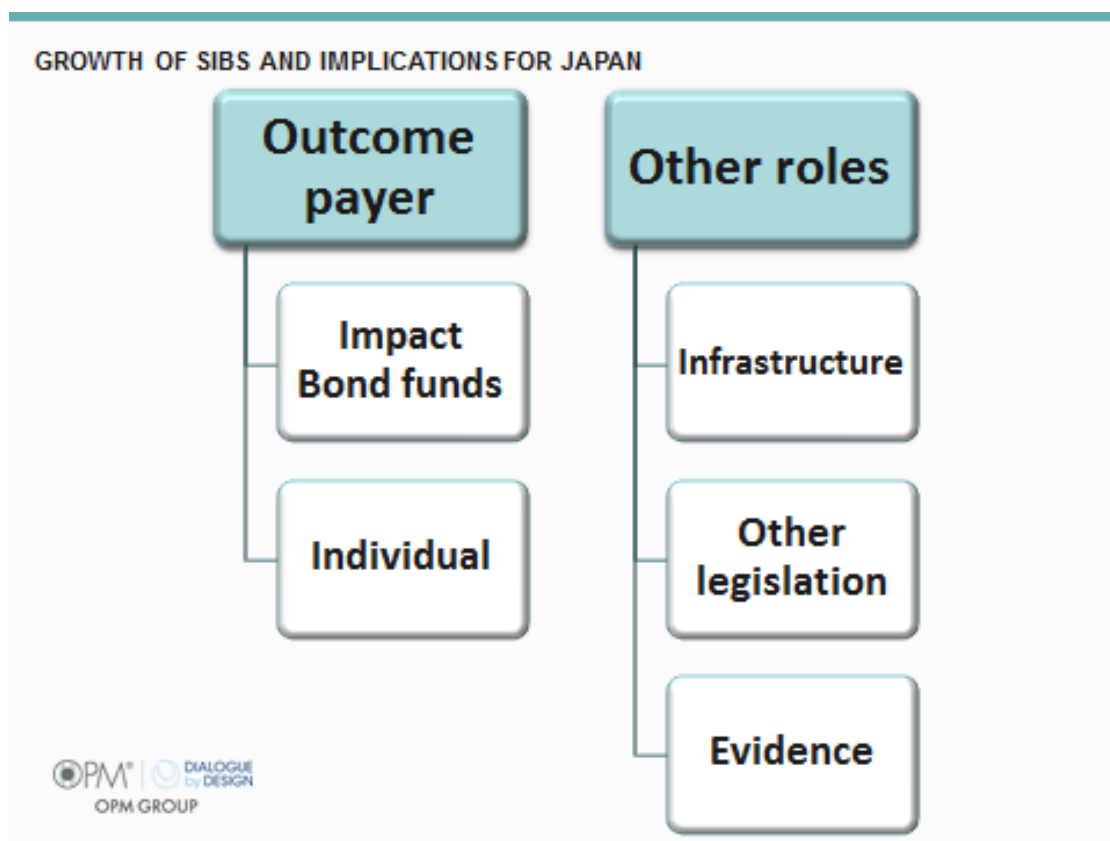 GROWTH OF SIBS AND IMPLICATIONS FOR JAPAN
Outcome
payer
Impact
Bond funds
Individual
Other roles
Infrastructure
Other
legislation
Evidence
OPM®
DIALOGUE
by DESIGN
OPM GROUP